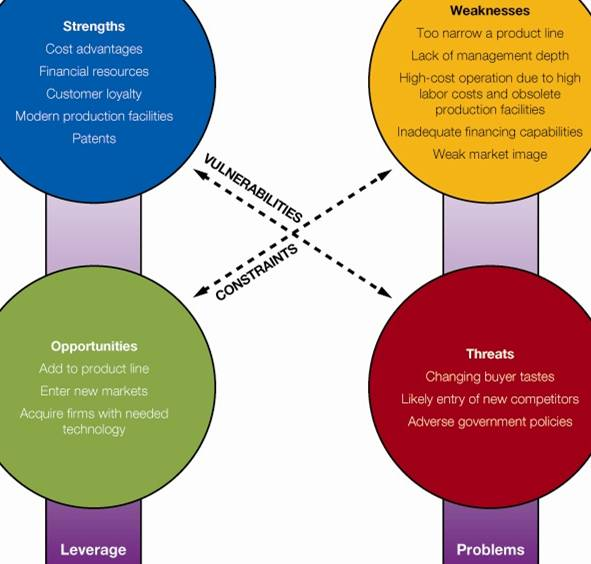 Strengths
Cost advantages
Financial resources
Customer loyalty
Modern production facilities
Patents
Weaknesses
Too narrow a product line
Lack of management depth
High-cost operation due to high
labor costs and obsolete
production facilities
Inadequate financing capabilities
Weak market image
VULNERABILITIES
CONSTRAINTS
Opportunities
Add to product line
Enter new markets
Acquire firms with needed
technology
Threats
Changing buyer tastes
Likely entry of new competitors
Adverse government policies
Leverage
Problems